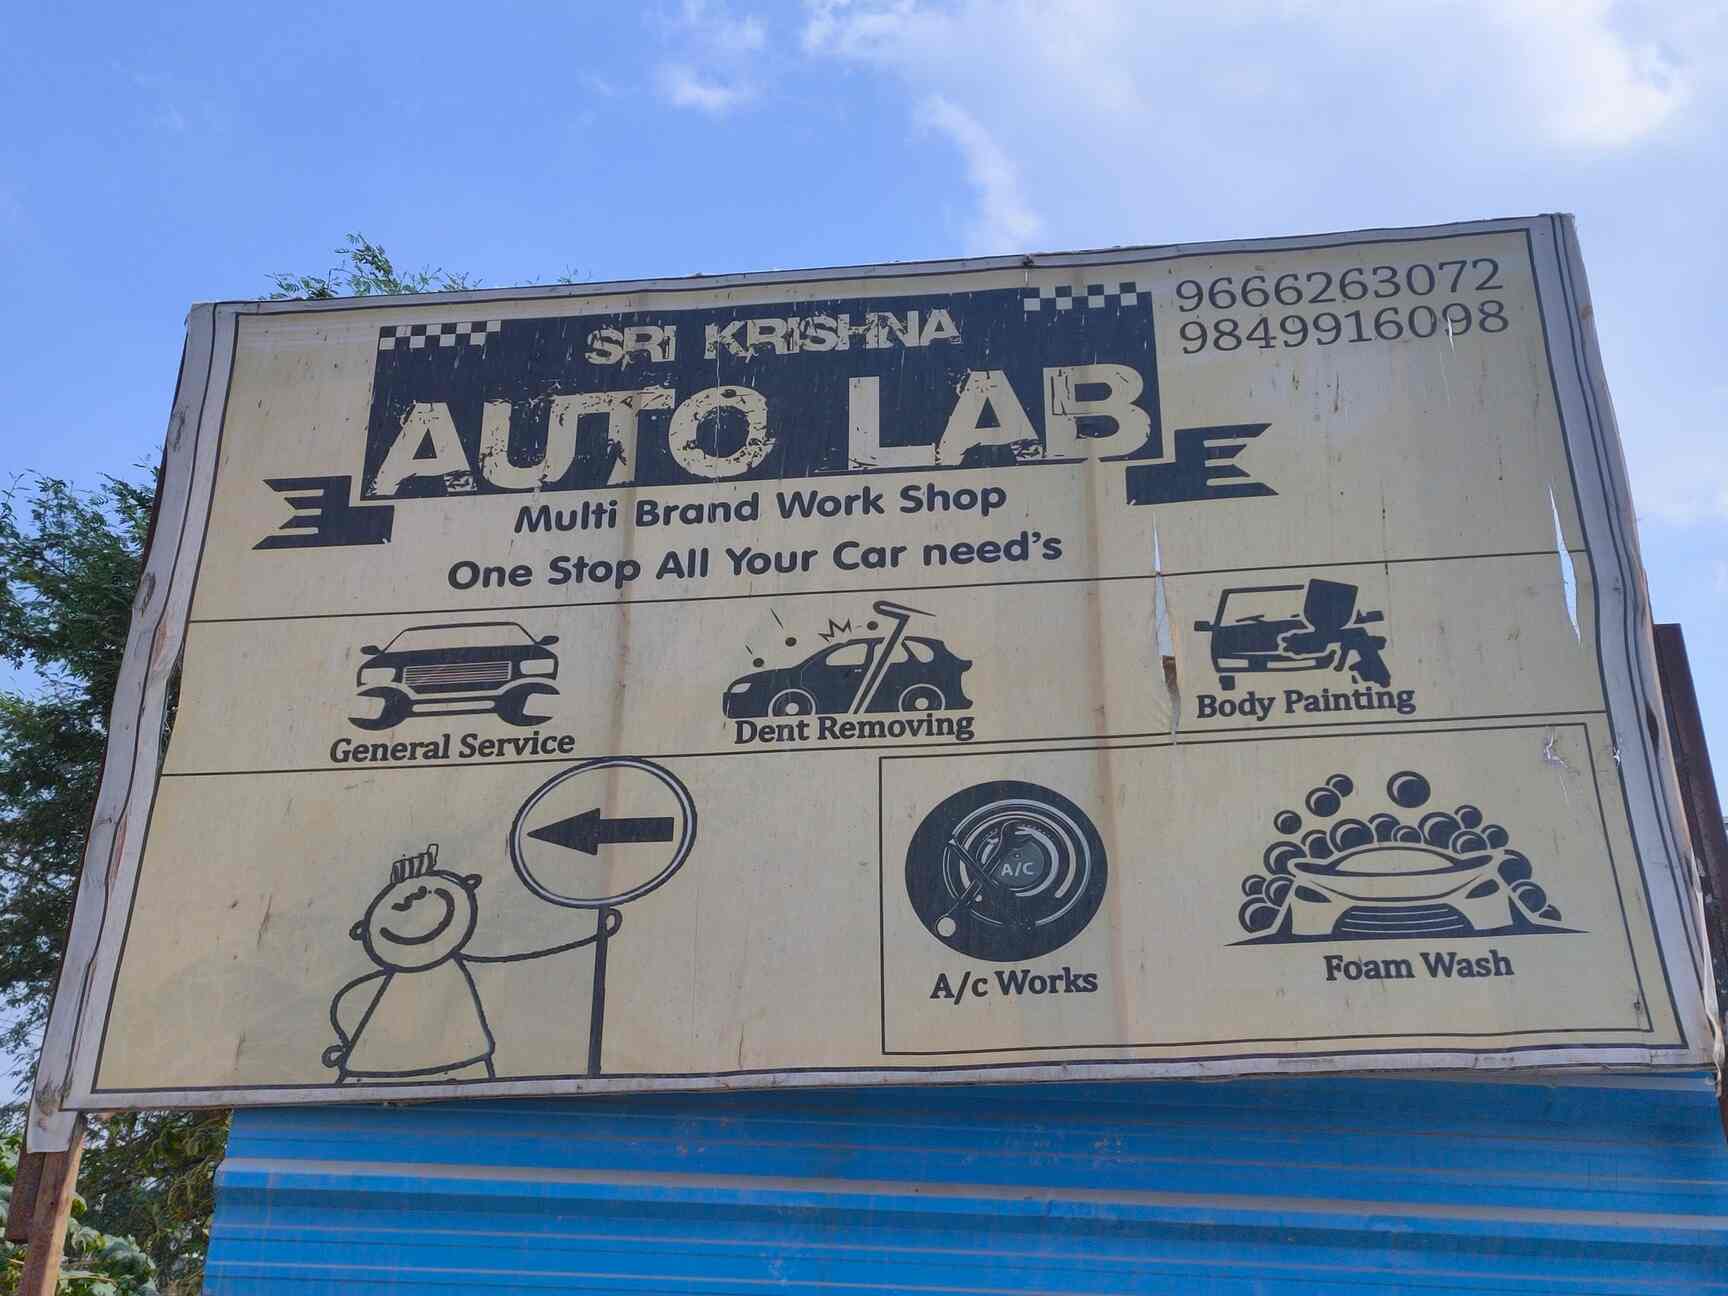 9666263072
9849916098
SRI KRISHNA
AUTO LAB
Multi Brand Work Shop
One Stop All Your Car need's
General Service
Dent Removing
Body Painting
A/C
A/c Works
Foam Wash